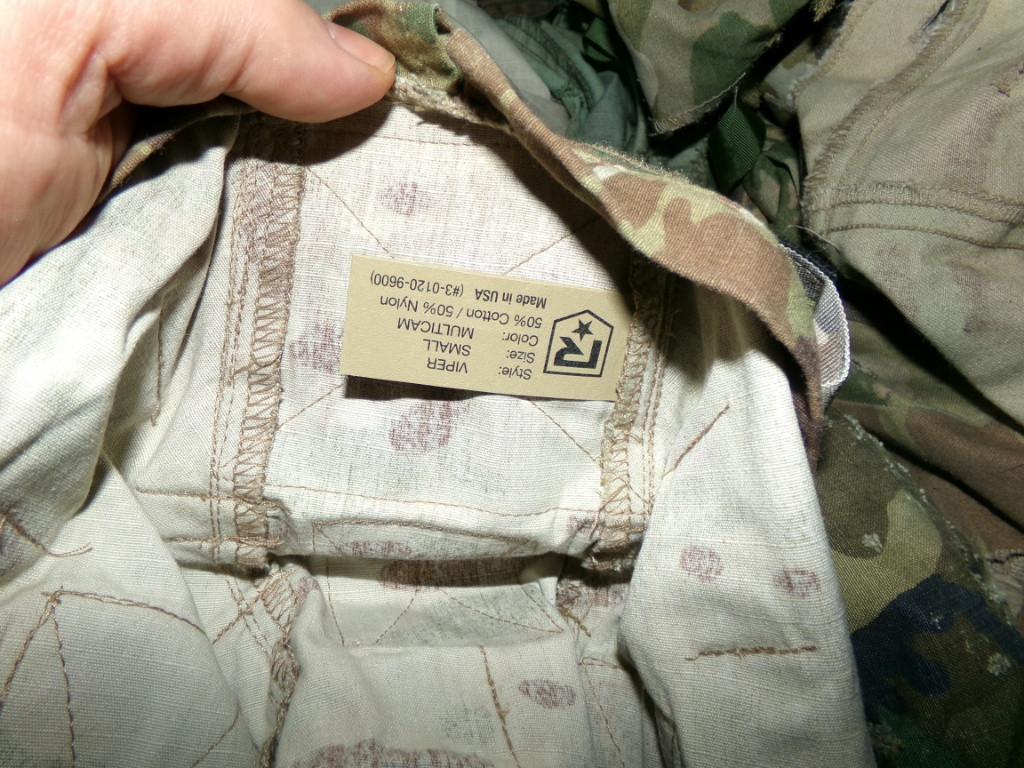 R
Style: VIPER
Size: SMALL
Color: MULTICAM
50% Cotton / 50% Nylon
Made in USA (#3-0120-9600)